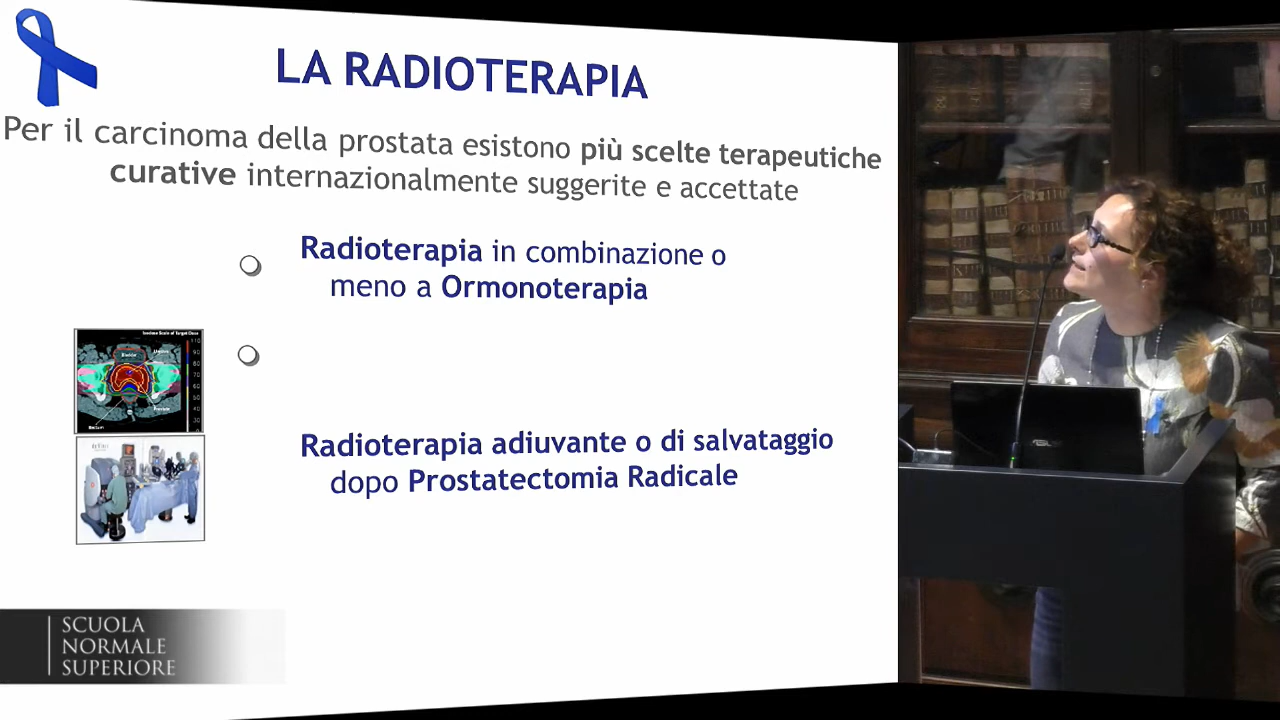 LA RADIOTERAPIA
Per il carcinoma della prostata esistono più scelte terapeutiche
curative internazionalmente suggerite e accettate
Radioterapia in combinazione o
meno a Ormonoterapia
Radioterapia adiuvante o di salvataggio
dopo Prostatectomia Radicale
SCUOLA
NORMALE
SUPERIORE
ASUS